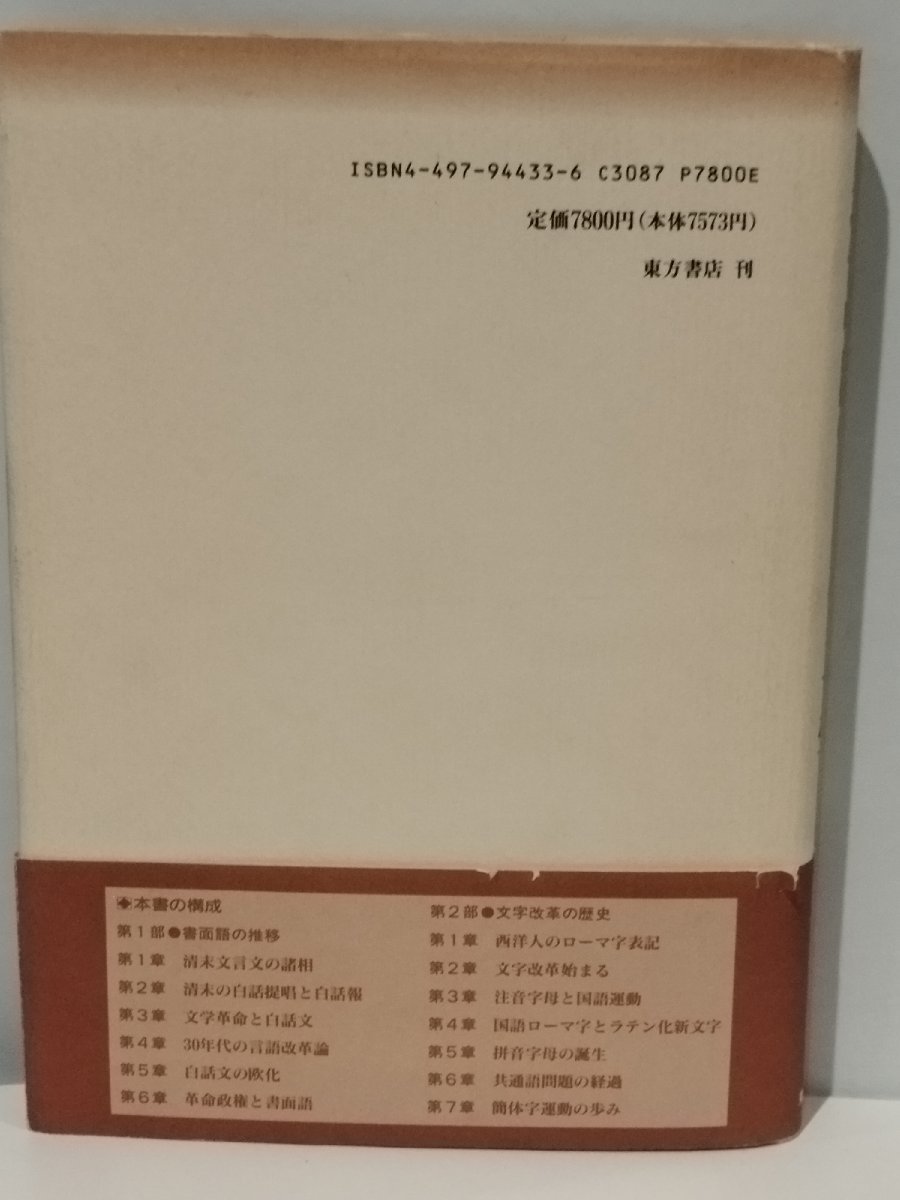 ISBN4-497-94433-6 C3087 P7800E
定価7800円(本体7573円)
東方書店 刊
◆本書の構成
第1部●書面語の推移
第1章 清末文言文の諸相
第2章 清末の白話提唱と白話報
第3章 文学革命と白話文
第4章 30年代の言語改革論
第5章 白話文の欧化
第6章 革命政権と書面語
第2部●文字改革の歴史
第1章 西洋人のローマ字表記
第2章 文字改革始まる
第3章 注音字母と国語運動
第4章 国語ローマ字とラテン化新文字
第5章 拼音字母の誕生
第6章 共通語問題の経過
第7章 簡体字運動の歩み